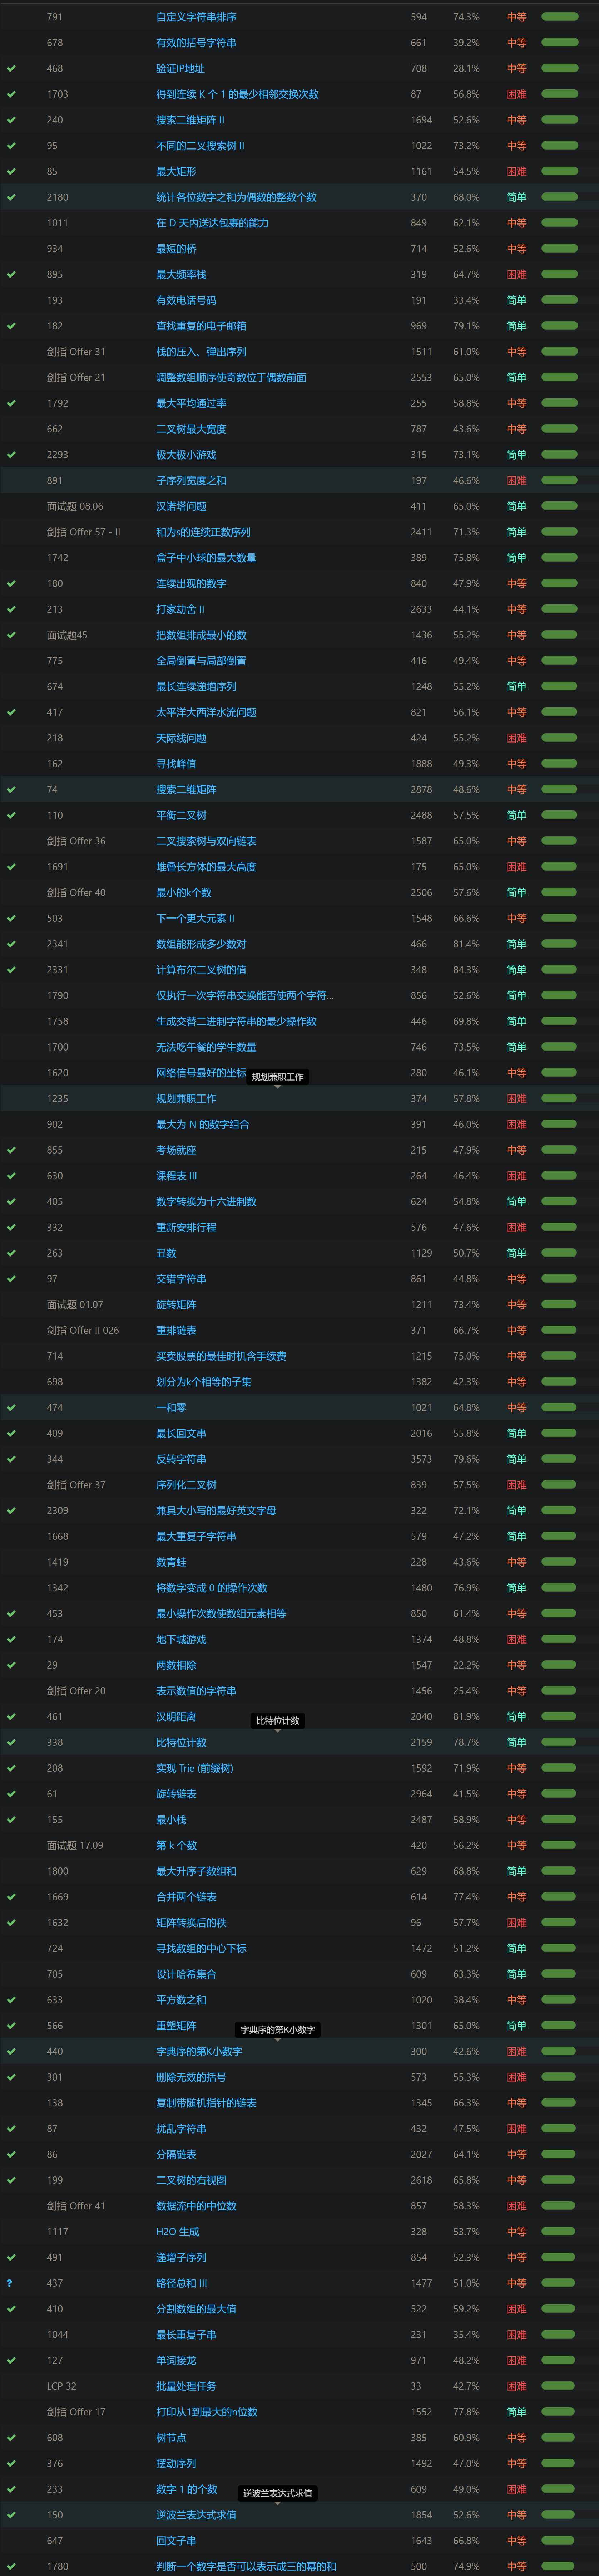 791 自定义字符串排序 594 74.3% 中等
678 有效的括号字符串 661 39.2% 中等
468 验证IP地址 708 28.1% 中等
1703 得到连续 K 个 1 的最少相邻交换次数 87 56.8% 困难
240 搜索二维矩阵 II 1694 52.6% 中等
95 不同的二叉搜索树 II 1022 73.2% 中等
85 最大矩形 1161 54.5% 困难
2180 统计各位数字之和为偶数的整数个数 370 68.0% 简单
1011 在 D 天内送达包裹的能力 849 62.1% 中等
934 最短的桥 714 52.6% 中等
895 最大频率栈 319 64.7% 困难
193 有效电话号码 191 33.4% 简单
182 查找重复的电子邮箱 969 79.1% 简单
剑指 Offer 31 栈的压入、弹出序列 1511 61.0% 中等
剑指 Offer 21 调整数组顺序使奇数位于偶数前面 2553 65.0% 简单
1792 最大平均通过率 255 58.8% 中等
662 二叉树最大宽度 787 43.6% 中等
2293 极大极小游戏 315 73.1% 简单
891 子序列宽度之和 197 46.6% 困难
面试题 08.06 汉诺塔问题 411 65.0% 简单
剑指 Offer 57 - II 和为s的连续正数序列 2411 71.3% 简单
1742 盒子中小球的最大数量 389 75.8% 简单
180 连续出现的数字 840 47.9% 中等
213 打家劫舍 II 2633 44.1% 中等
面试题45 把数组排成最小的数 1436 55.2% 中等
775 全局倒置与局部倒置 416 49.4% 中等
674 最长连续递增序列 1248 55.2% 简单
417 太平洋大西洋水流问题 821 56.1% 中等
218 天际线问题 424 55.2% 困难
162 寻找峰值 1888 49.3% 中等
74 搜索二维矩阵 2878 48.6% 中等
110 平衡二叉树 2488 57.5% 简单
剑指 Offer 36 二叉搜索树与双向链表 1587 65.0% 中等
1691 堆叠长方体的最大高度 175 65.0% 困难
剑指 Offer 40 最小的k个数 2506 57.6% 简单
503 下一个更大元素 II 1548 66.6% 中等
2341 数组能形成多少数对 466 81.4% 简单
2331 计算布尔二叉树的值 348 84.3% 简单
1790 仅执行一次字符串交换能否使两个字符... 856 52.6% 简单
1758 生成交替二进制字符串的最少操作数 446 69.8% 简单
1700 无法吃午餐的学生数量 746 73.5% 简单
1620 网络信号最好的坐标 280 46.1% 中等
规划兼职工作
1235 规划兼职工作 374 57.8% 困难
902 最大为 N 的数字组合 391 46.0% 困难
855 考场就座 215 47.9% 中等
630 课程表 III 264 46.4% 困难
405 数字转换为十六进制数 624 54.8% 简单
332 重新安排行程 576 47.6% 困难
263 丑数 1129 50.7% 简单
97 交错字符串 861 44.8% 中等
面试题 01.07 旋转矩阵 1211 73.4% 中等
剑指 Offer II 026 重排链表 371 66.7% 中等
714 买卖股票的最佳时机含手续费 1215 75.0% 中等
698 划分为k个相等的子集 1382 42.3% 中等
474 一和零 1021 64.8% 中等
409 最长回文串 2016 55.8% 简单
344 反转字符串 3573 79.6% 简单
剑指 Offer 37 序列化二叉树 839 57.5% 困难
2309 兼具大小写的最好英文字母 322 72.1% 简单
1668 最大重复子字符串 579 47.2% 简单
1419 数青蛙 228 43.6% 中等
1342 将数字变成 0 的操作次数 1480 76.9% 简单
453 最小操作次数使数组元素相等 850 61.4% 中等
174 地下城游戏 1374 48.8% 困难
29 两数相除 1547 22.2% 中等
剑指 Offer 20 表示数值的字符串 1456 25.4% 中等
461 汉明距离 2040 81.9% 简单
比特位计数
338 比特位计数 2159 78.7% 简单
208 实现 Trie (前缀树) 1592 71.9% 中等
61 旋转链表 2964 41.5% 中等
155 最小栈 2487 58.9% 中等
面试题 17.09 第 k 个数 420 56.2% 中等
1800 最大升序子数组和 629 68.8% 简单
1669 合并两个链表 614 77.4% 中等
1632 矩阵转换后的秩 96 57.7% 困难
724 寻找数组的中心下标 1472 51.2% 简单
705 设计哈希集合 609 63.3% 简单
633 平方数之和 1020 38.4% 中等
566 重塑矩阵 1301 65.0% 简单
字典序的第K小数字
440 字典序的第K小数字 300 42.6% 困难
301 删除无效的括号 573 55.3% 困难
138 复制带随机指针的链表 1345 66.3% 中等
87 扰乱字符串 432 47.5% 困难
86 分隔链表 2027 64.1% 中等
199 二叉树的右视图 2618 65.8% 中等
剑指 Offer 41 数据流中的中位数 857 58.3% 困难
1117 H2O 生成 328 53.7% 中等
491 递增子序列 854 52.3% 中等
? 437 路径总和 III 1477 51.0% 中等
410 分割数组的最大值 522 59.2% 困难
1044 最长重复子串 231 35.4% 困难
127 单词接龙 971 48.2% 困难
LCP 32 批量处理任务 33 42.7% 困难
剑指 Offer 17 打印从1到最大的n位数 1552 77.8% 简单
608 树节点 385 60.9% 中等
376 摆动序列 1492 47.0% 中等
233 数字 1 的个数 609 49.0% 困难
逆波兰表达式求值
150 逆波兰表达式求值 1854 52.6% 中等
647 回文子串 1643 66.8% 中等
1780 判断一个数字是否可以表示成三的幂的和 500 74.9% 中等